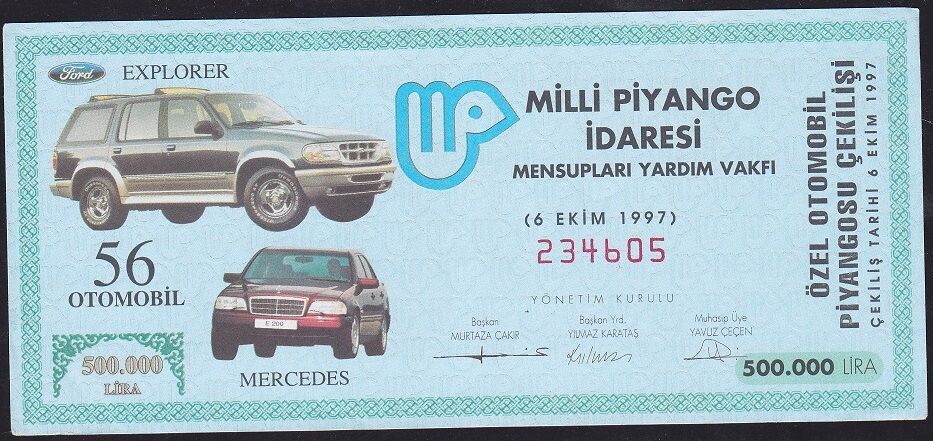 Ford
EXPLORER
MİLLİ PİYANGO
İDARESİ
MENSUPLARI YARDIM VAKFI
(6 EKİM 1997)
234605
YÖNETİM KURULU
Başkan
MURTAZA ÇAKIR
Başkan Yrd.
YILMAZ KARATAŞ
Muhasip Üye
YAVUZ ÇEÇEN
56
OTOMOBİL
500.000
LİRA
E 200
MERCEDES
500.000 LİRA
ÖZEL OTOMOBİL
PİYANGOSU ÇEKİLİŞİ
ÇEKİLİŞ TARİHİ 6 EKİM 1997